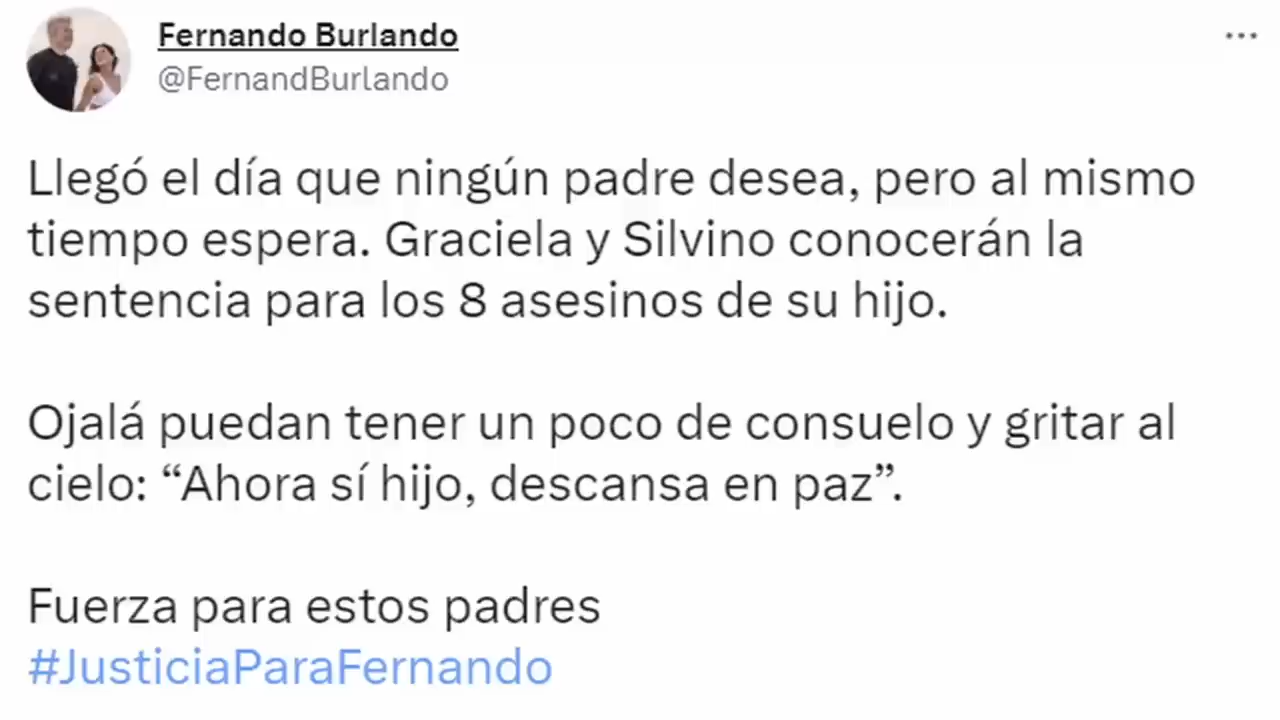 Fernando Burlando
@FernandBurlando
Llegó el día que ningún padre desea, pero al mismo
tiempo espera. Graciela y Silvino conocerán la
sentencia para los 8 asesinos de su hijo.
Ojalá puedan tener un poco de consuelo y gritar al
cielo: “Ahora sí hijo, descansa en paz”.
Fuerza para estos padres
#JusticiaParaFernando